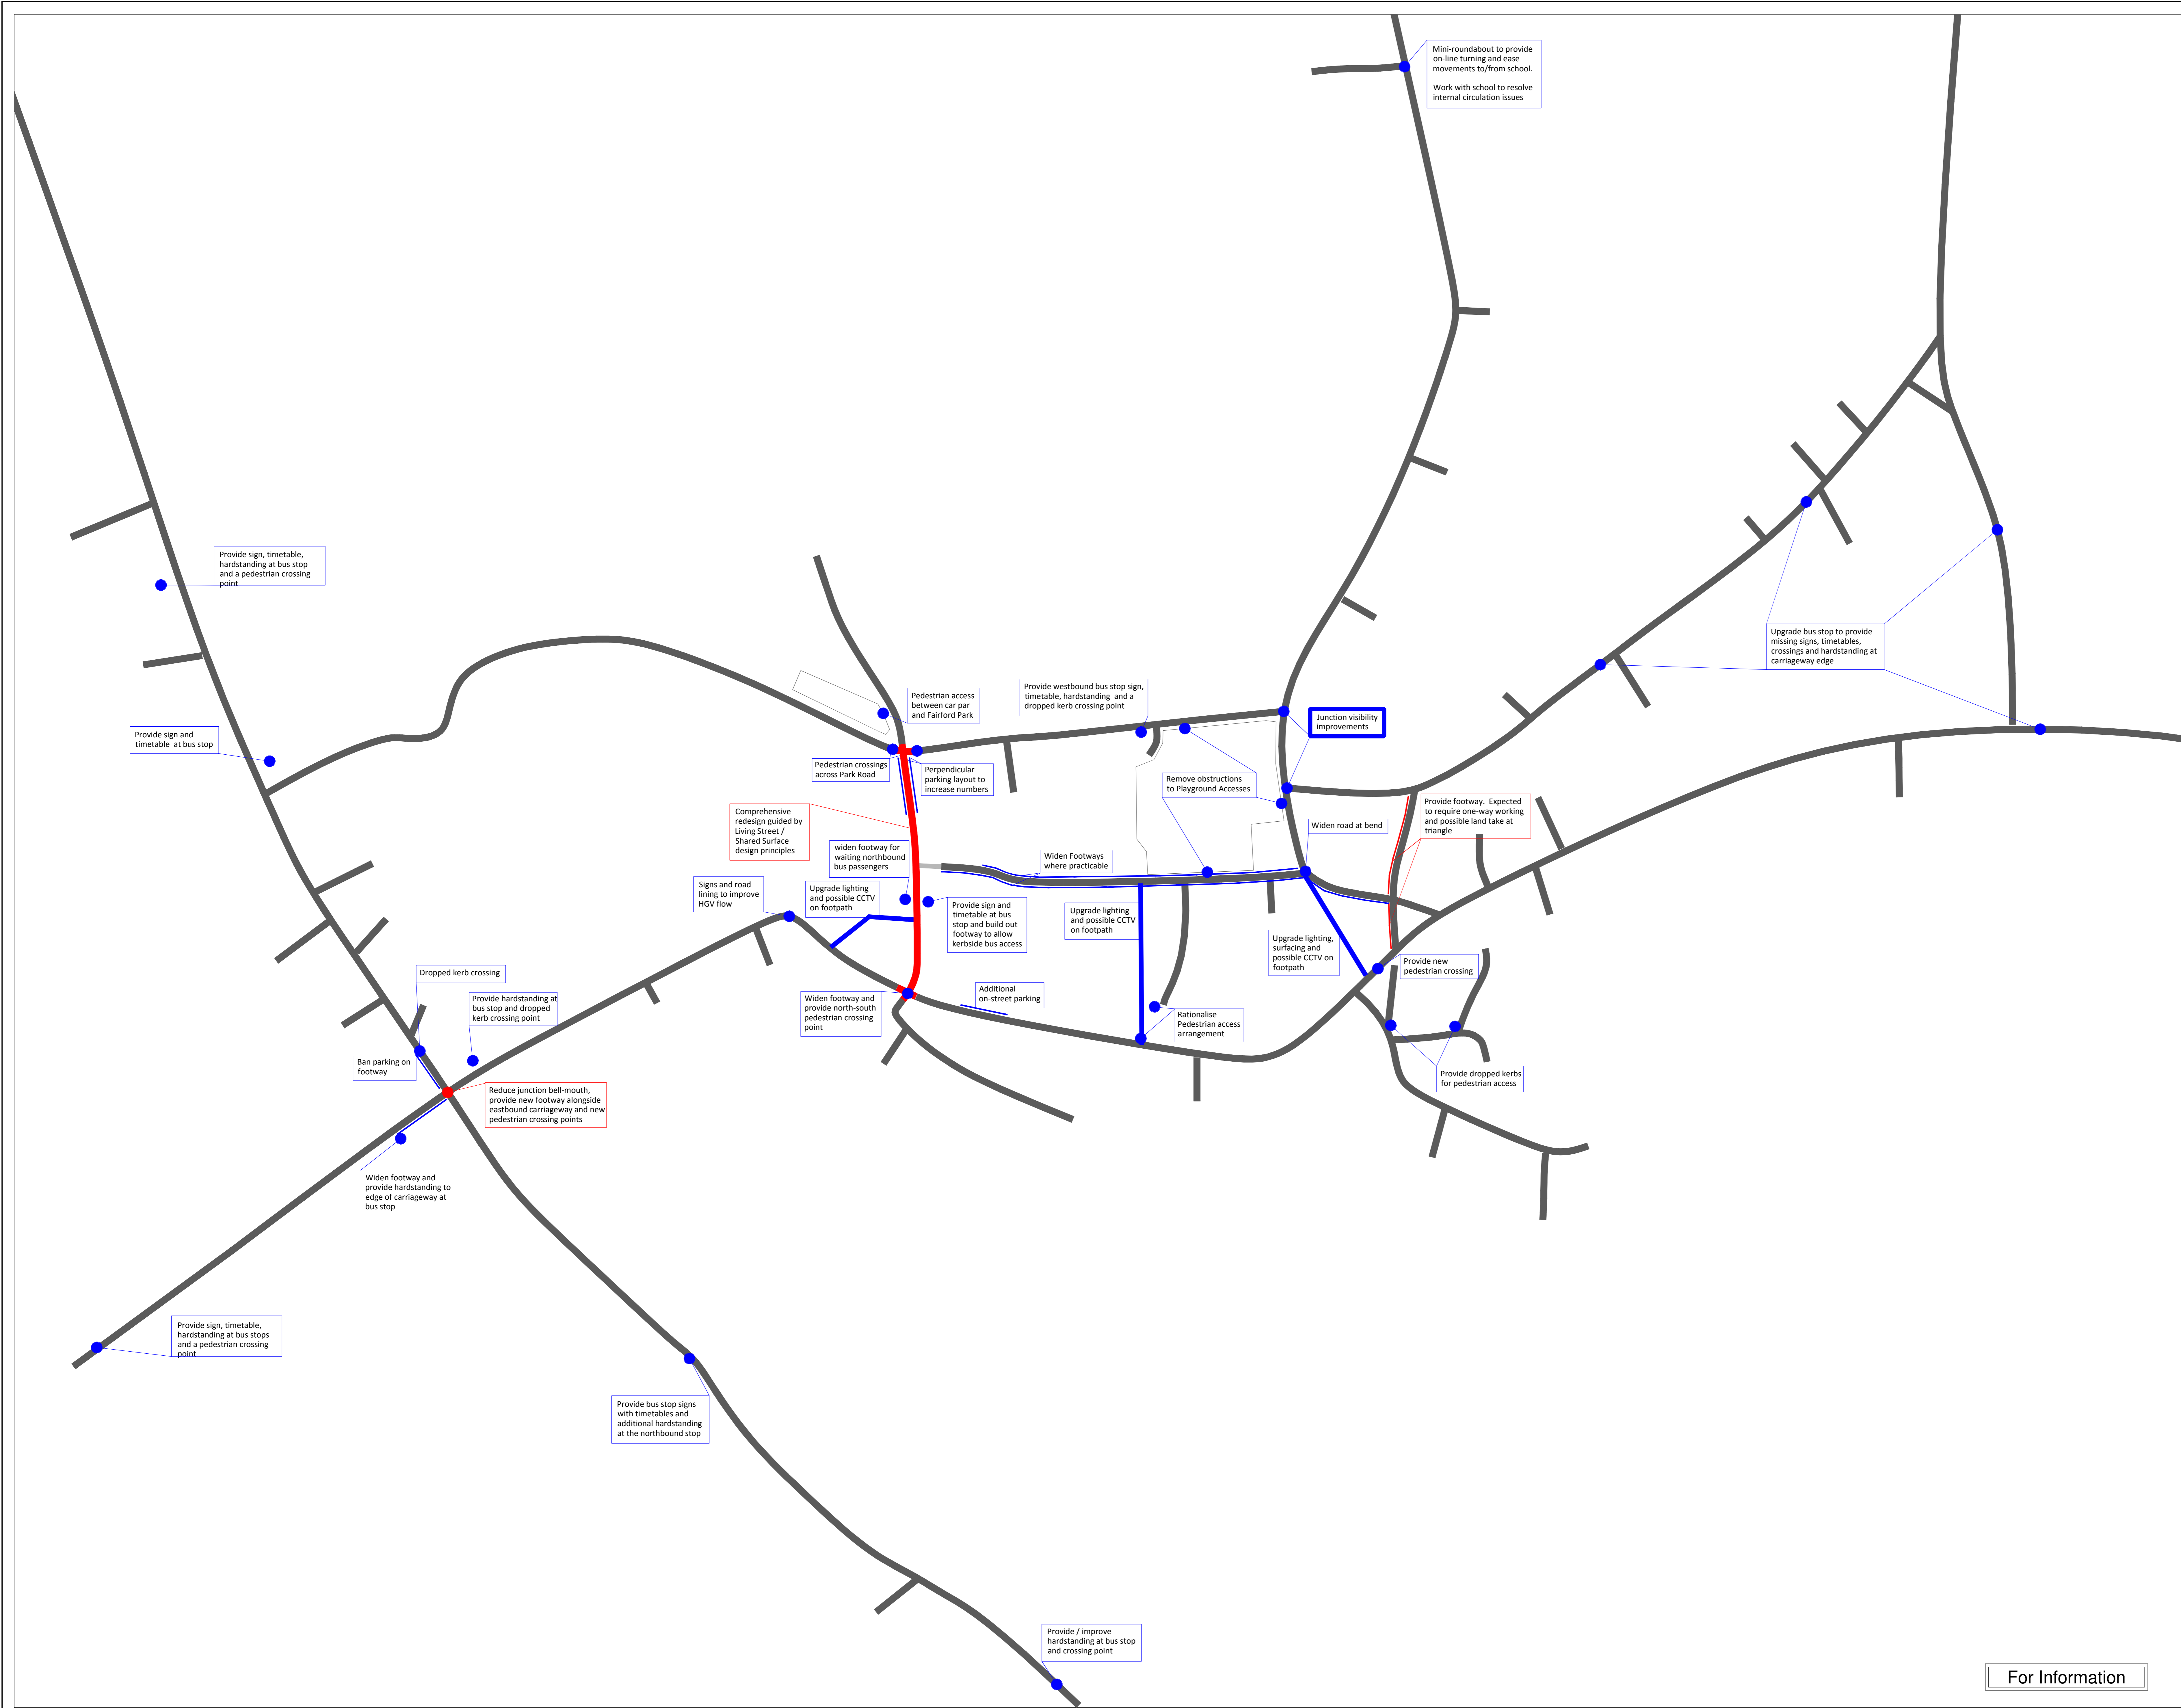 Mini-roundabout to provide
on-line turning and ease
movements to/from school.
Work with school to resolve
internal circulation issues
Provide sign, timetable,
hardstanding at bus stop
and a pedestrian crossing
point
Upgrade bus stop to provide
missing signs, timetables,
crossings and hardstanding at
carriageway edge
Provide sign and
timetable at bus stop
Pedestrian access
between car par
and Fairford Park
Provide westbound bus stop sign,
timetable, hardstanding and a
dropped kerb crossing point
Junction visibility
improvements
Pedestrian crossings
across Park Road
Perpendicular
parking layout to
increase numbers
Remove obstructions
to Playground Accesses
Comprehensive
redesign guided by
Living Street /
Shared Surface
design principles
Provide footway. Expected
to require one-way working
and possible land take at
triangle
Widen road at bend
widen footway for
waiting northbound
bus passengers
Widen Footways
where practicable
Signs and road
lining to improve
HGV flow
Upgrade lighting
and possible CCTV
on footpath
Provide sign and
timetable at bus
stop and build out
footway to allow
kerbside bus access
Upgrade lighting
and possible CCTV
on footpath
Upgrade lighting,
surfacing and
possible CCTV on
footpath
Provide new
pedestrian crossing
Dropped kerb crossing
Provide hardstanding at
bus stop and dropped
kerb crossing point
Widen footway and
provide north-south
pedestrian crossing
point
Additional
on-street parking
Rationalise
Pedestrian access
arrangement
Ban parking on
footway
Provide dropped kerbs
for pedestrian access
Reduce junction bell-mouth,
provide new footway alongside
eastbound carriageway and new
pedestrian crossing points
Widen footway and
provide hardstanding to
edge of carriageway at
bus stop
Provide sign, timetable,
hardstanding at bus stops
and a pedestrian crossing
point
Provide bus stop signs
with timetables and
additional hardstanding
at the northbound stop
Provide / improve
hardstanding at bus stop
and crossing point
For Information